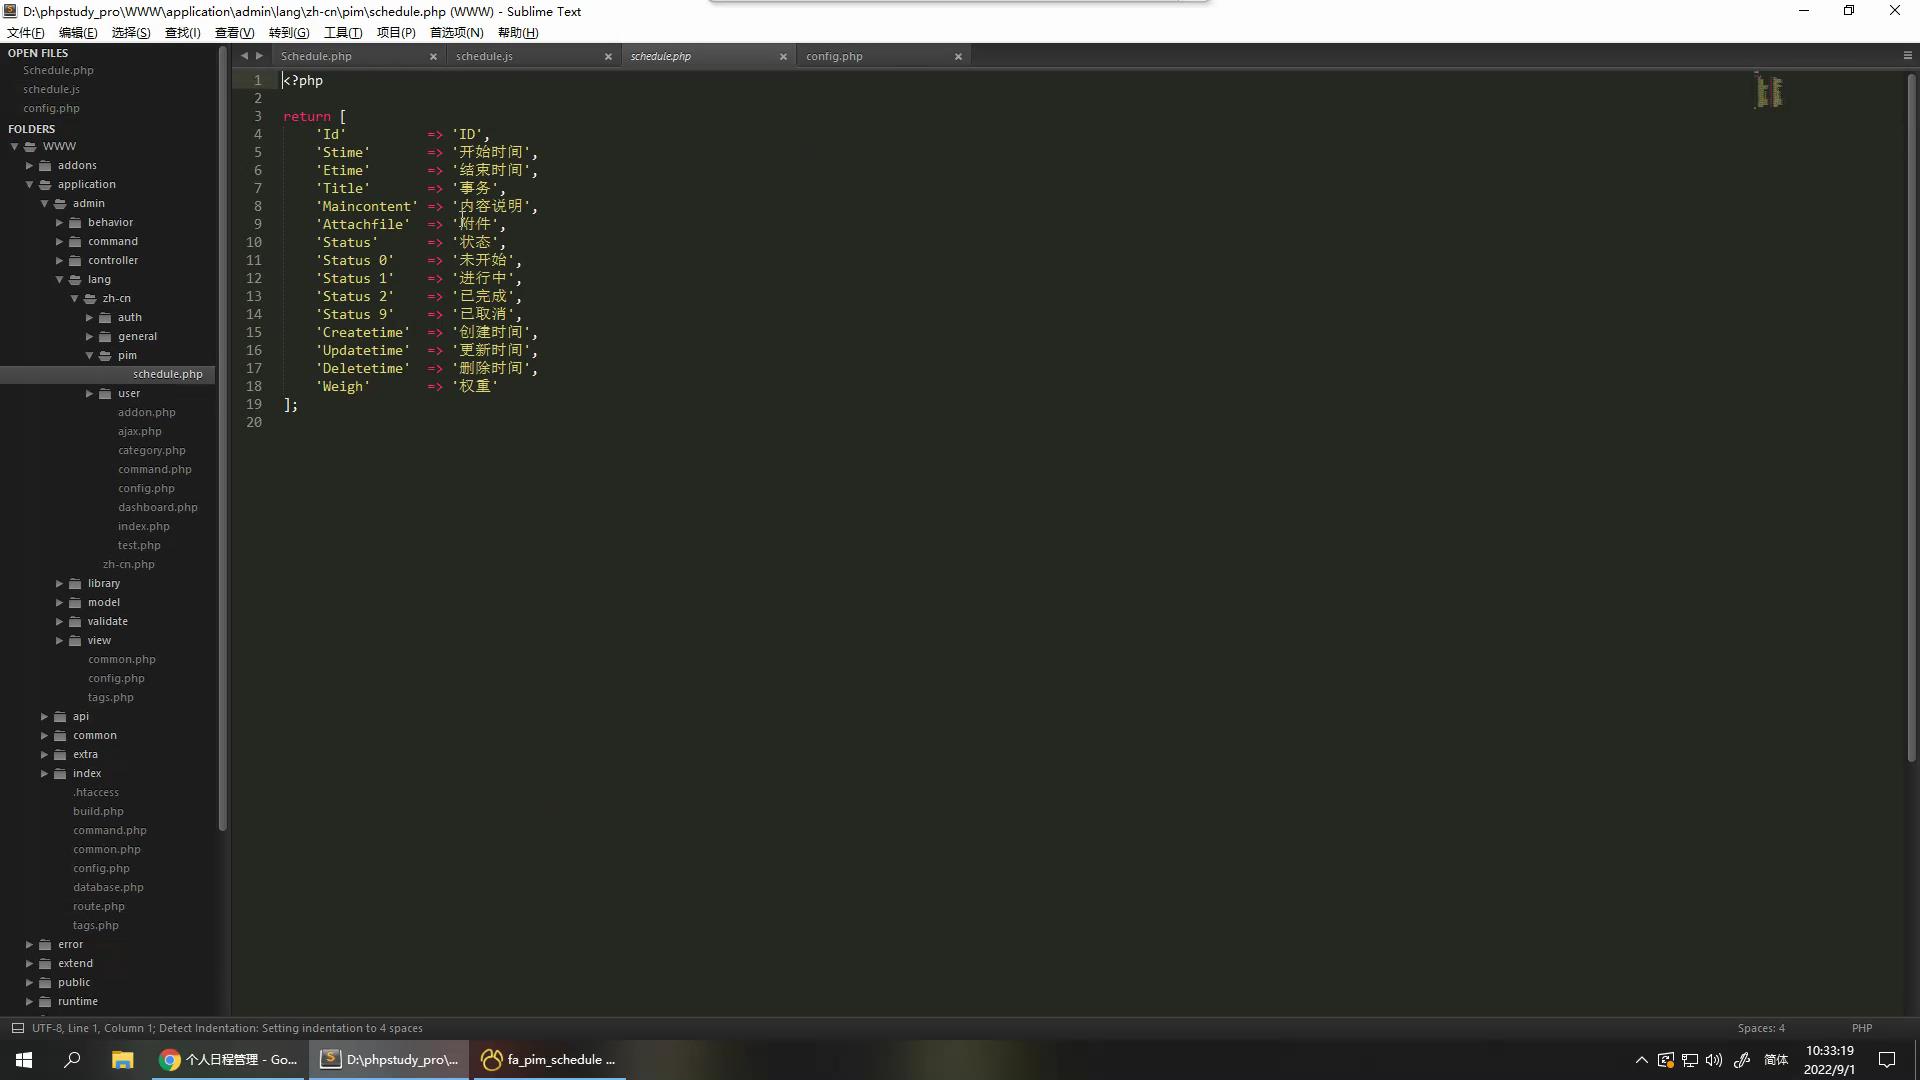 D:\phpstudy_pro\WWW\application\admin\lang\zh-cn\pim\schedule.php (WWW) - Sublime Text
文件(F) 编辑(E) 选择(S) 查找(I) 查看(V) 转到(G) 工具(T) 项目(P) 首选项(N) 帮助(H)
OPEN FILES
Schedule.php
schedule.js
config.php
FOLDERS
WWW
addons
application
admin
behavior
command
controller
lang
zh-cn
auth
general
pim
schedule.php
user
addon.php
ajax.php
category.php
command.php
config.php
dashboard.php
index.php
test.php
zh-cn.php
library
model
validate
view
common.php
config.php
tags.php
api
common
extra
index
.htaccess
build.php
command.php
common.php
config.php
database.php
route.php
tags.php
error
extend
public
runtime
Schedule.php schedule.js schedule.php config.php
1 <?php
2
3 return [
4 'Id' => 'ID',
5 'Stime' => '开始时间',
6 'Etime' => '结束时间',
7 'Title' => '事务',
8 'Maincontent' => '内容说明',
9 'Attachfile' => '附件',
10 'Status' => '状态',
11 'Status 0' => '未开始',
12 'Status 1' => '进行中',
13 'Status 2' => '已完成',
14 'Status 9' => '已取消',
15 'Createtime' => '创建时间',
16 'Updatetime' => '更新时间',
17 'Deletetime' => '删除时间',
18 'Weigh' => '权重'
19 ];
20
UTF-8, Line 1, Column 1; Detect Indentation: Setting indentation to 4 spaces Spaces: 4 PHP
个人日程管理 - Go... D:\phpstudy_pro\... fa_pim_schedule ... 简体 10:33:19
2022/9/1